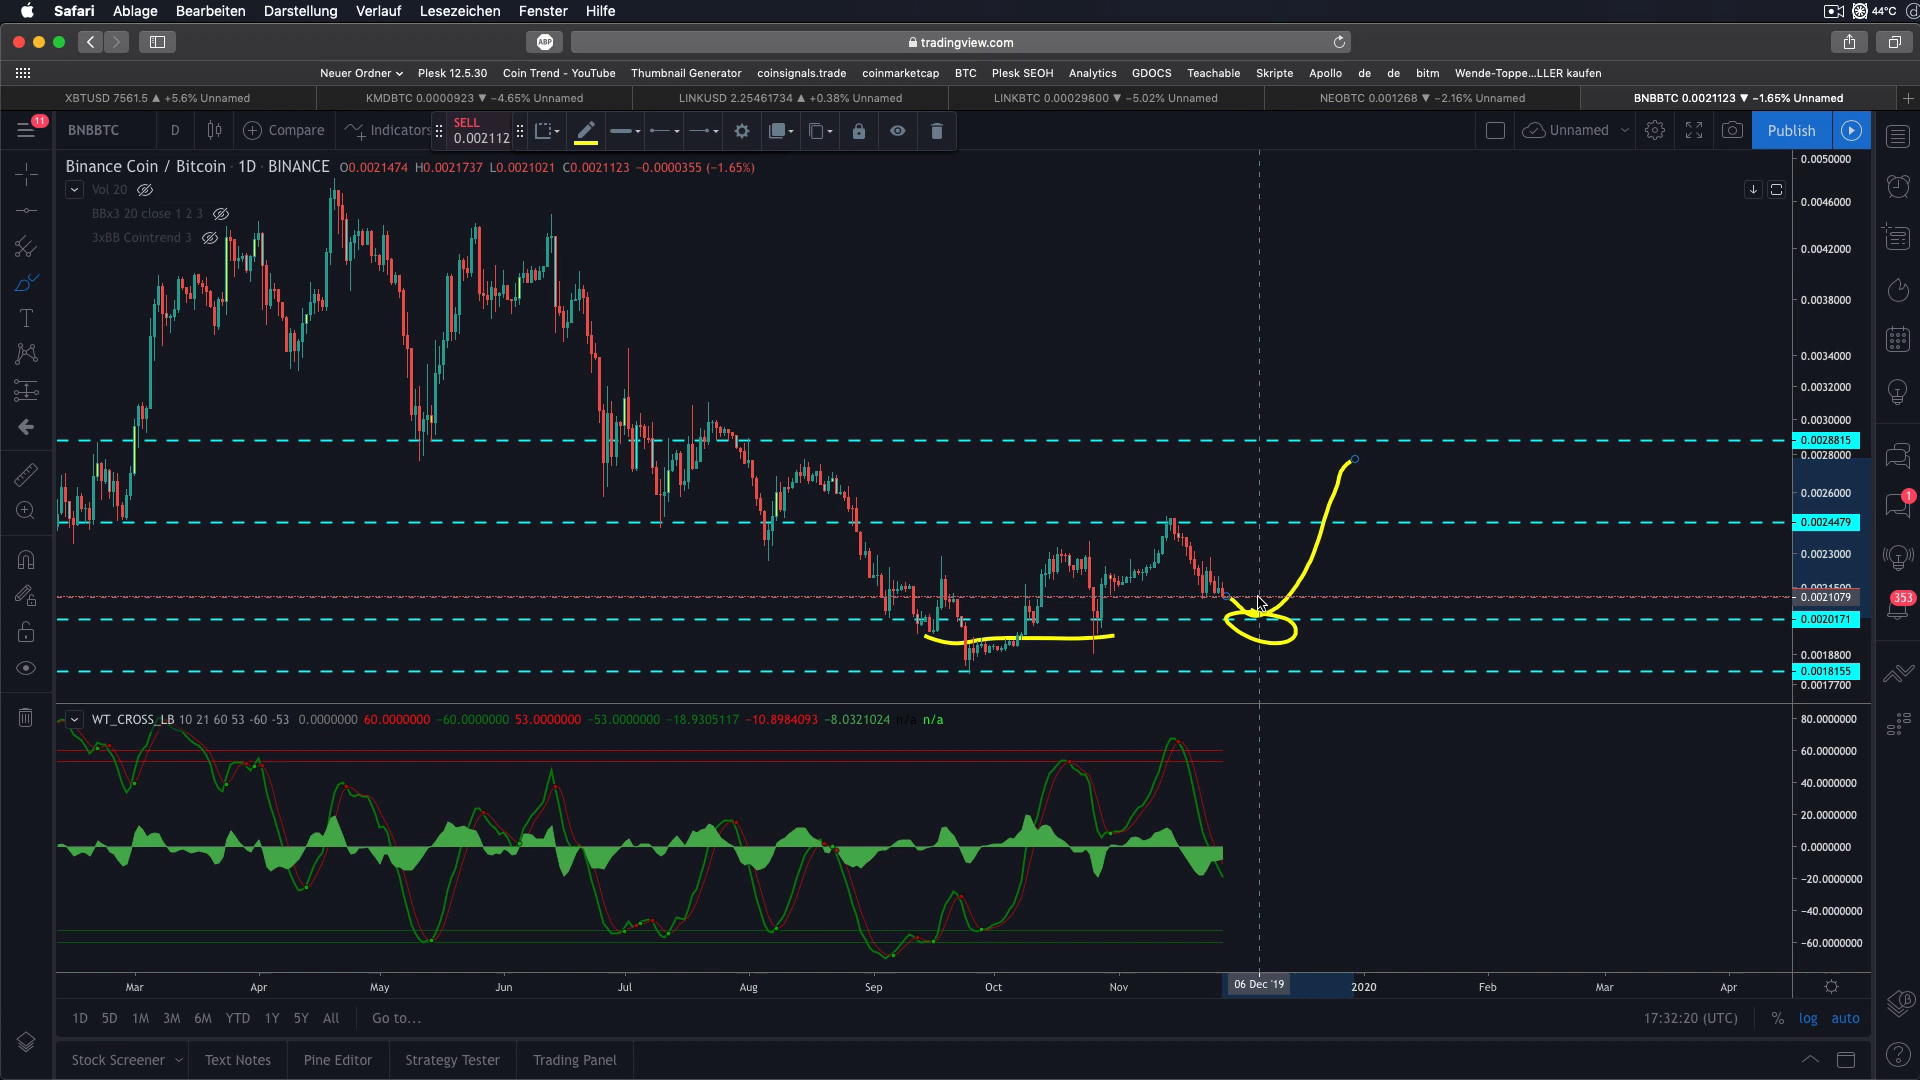 Safari Ablage Bearbeiten Darstellung Verlauf Lesezeichen Fenster Hilfe 44°C
ABP tradingview.com
Neuer Ordner Plesk 12.5.30 Coin Trend - YouTube Thumbnail Generator coinsignals.trade coinmarketcap BTC Plesk SEOH Analytics GDOCS Teachable Skripte Apollo de de bitm Wende-Toppe...LLER kaufen
XBTUSD 7561.5 ▲ +5.6% Unnamed KMDBTC 0.0000923 ▼ −4.65% Unnamed LINKUSD 2.25461734 ▲ +0.38% Unnamed LINKBTC 0.00029800 ▼ −5.02% Unnamed NEOBTC 0.001268 ▼ −2.16% Unnamed BNBBTC 0.0021123 ▼ −1.65% Unnamed
11 BNBBTC D Compare Indicators SELL 0.002112 Unnamed Publish
Binance Coin / Bitcoin · 1D · BINANCE O0.0021474 H0.0021737 L0.0021021 C0.0021123 −0.0000355 (−1.65%)
Vol 20
BBx3 20 close 1 2 3
3xBB Cointrend 3
0.0050000
0.0046000
0.0042000
0.0038000
0.0034000
0.0032000
0.0030000
0.0028815
0.0028000
0.0026000
0.0024479
0.0023000
0.0021079
0.0020171
0.0018800
0.0018155
0.0017700
1
353
WT_CROSS_LB 10 21 60 53 -60 -53 0.0000000 60.0000000 −60.0000000 53.0000000 −53.0000000 −18.9305117 −10.8984093 −8.0321024 n/a n/a
80.0000000
60.0000000
40.0000000
20.0000000
0.0000000
−20.0000000
−40.0000000
−60.0000000
Mar Apr May Jun Jul Aug Sep Oct Nov 06 Dec '19 2020 Feb Mar Apr
1D 5D 1M 3M 6M YTD 1Y 5Y All Go to... 17:32:20 (UTC) % log auto
Stock Screener Text Notes Pine Editor Strategy Tester Trading Panel